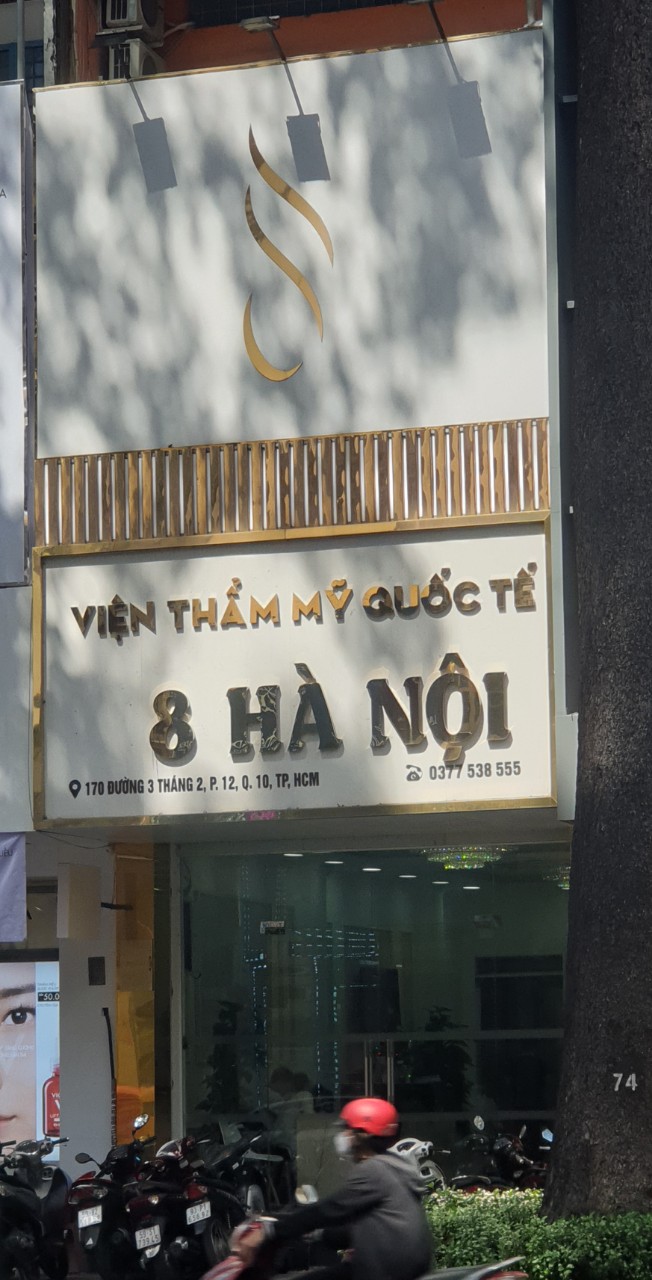 VIỆN THẨM MỸ QUỐC TẾ
8 HÀ NỘI
170 ĐƯỜNG 3 THÁNG 2, P. 12, Q. 10, TP, HCM
0377 538 555
74